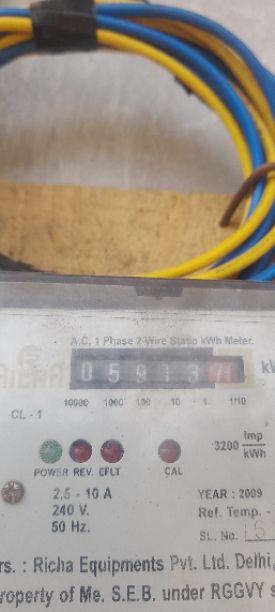 A.C. 1 Phase 2-Wire Static kWh Meter.
0 5 9 1 3 7
10000 1000 100 10 1 1/10
CL - 1
3200 Imp
kWh
POWER REV. EFLT CAL
2.5 - 10 A
240 V.
50 Hz.
YEAR : 2009
Ref. Temp. -
SL. No.
rs. : Richa Equipments Pvt. Ltd. Delhi,
roperty of Me. S.E.B. under RGGVY